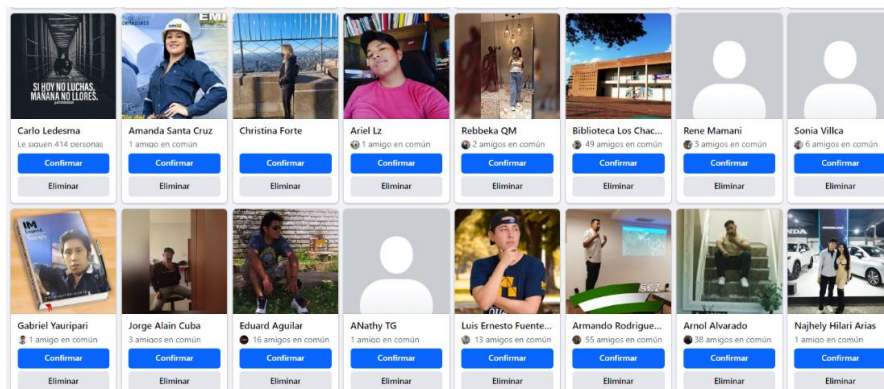 SI HOY NO LUCHAS,
MAÑANA NO LLORES.
EMI
Carlo Ledesma
Le siguen 414 personas
Confirmar
Eliminar
Amanda Santa Cruz
1 amigo en común
Confirmar
Eliminar
Christina Forte
Confirmar
Eliminar
Ariel Lz
1 amigo en común
Confirmar
Eliminar
Rebbeka QM
2 amigos en común
Confirmar
Eliminar
Biblioteca Los Chac...
49 amigos en común
Confirmar
Eliminar
Rene Mamani
3 amigos en común
Confirmar
Eliminar
Sonia Villca
6 amigos en común
Confirmar
Eliminar
Gabriel Yauripari
1 amigo en común
Confirmar
Eliminar
Jorge Alain Cuba
3 amigos en común
Confirmar
Eliminar
Eduard Aguilar
16 amigos en común
Confirmar
Eliminar
ANathy TG
1 amigo en común
Confirmar
Eliminar
Luis Ernesto Fuente...
13 amigos en común
Confirmar
Eliminar
SCZ
Armando Rodrigue...
55 amigos en común
Confirmar
Eliminar
Arnol Alvarado
38 amigos en común
Confirmar
Eliminar
Najhely Hilari Arias
1 amigo en común
Confirmar
Eliminar